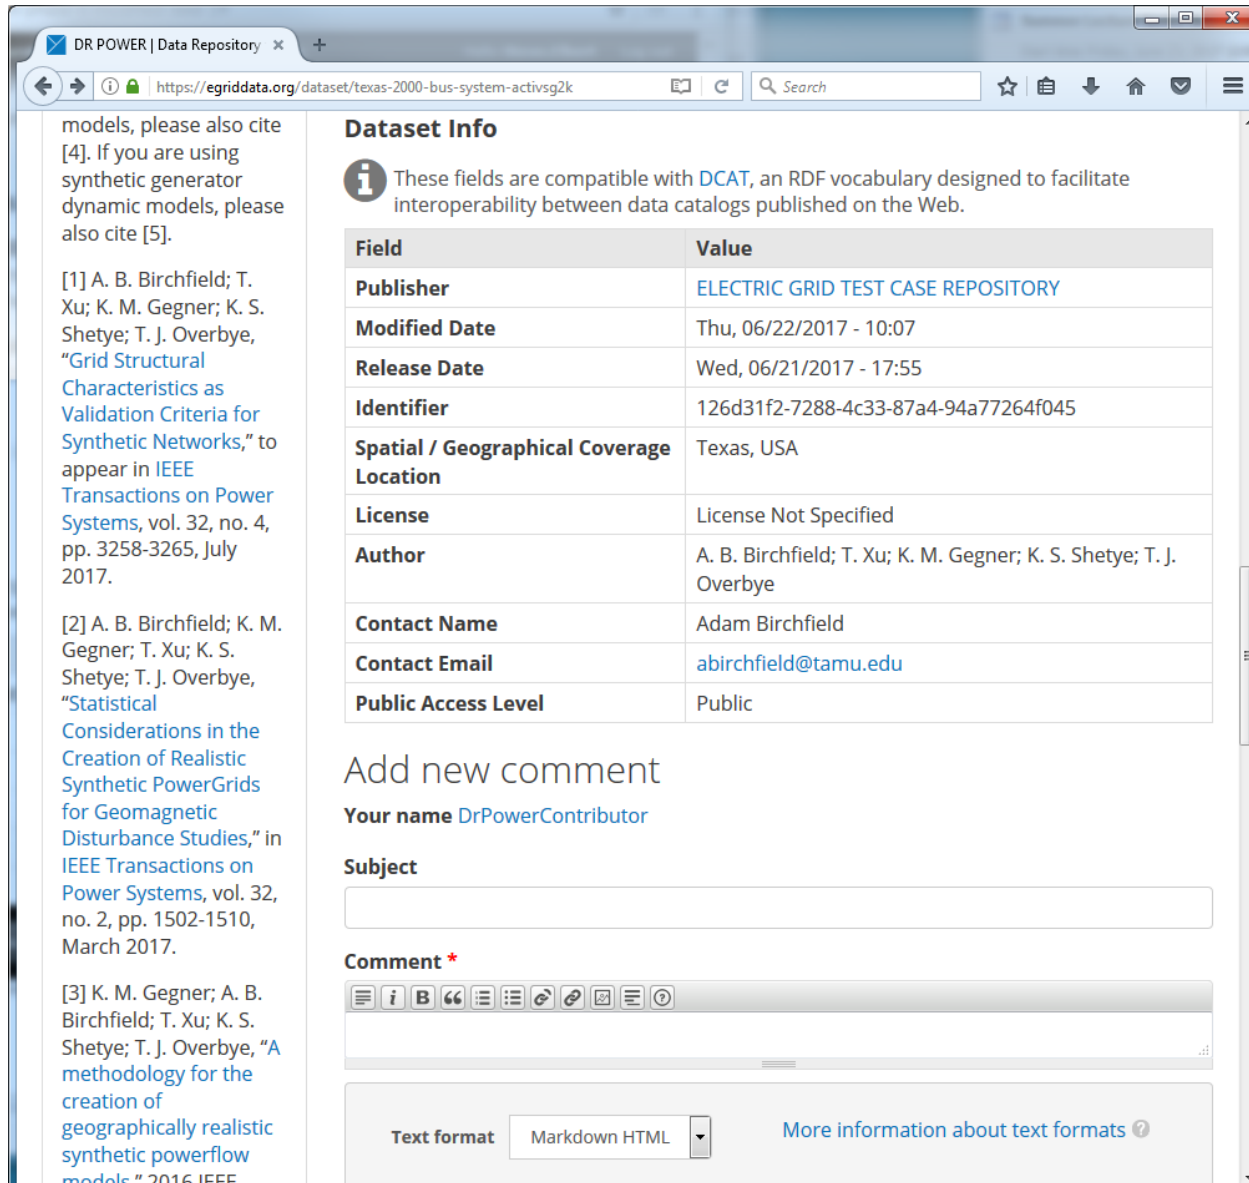 DR POWER | Data Repository
https://egriddata.org/dataset/texas-2000-bus-system-activsg2k
Search
models, please also cite
[4]. If you are using
synthetic generator
dynamic models, please
also cite [5].
[1] A. B. Birchfield; T.
Xu; K. M. Gegner; K. S.
Shetye; T. J. Overbye,
“Grid Structural
Characteristics as
Validation Criteria for
Synthetic Networks,” to
appear in IEEE
Transactions on Power
Systems, vol. 32, no. 4,
pp. 3258-3265, July
2017.
[2] A. B. Birchfield; K. M.
Gegner; T. Xu; K. S.
Shetye; T. J. Overbye,
“Statistical
Considerations in the
Creation of Realistic
Synthetic PowerGrids
for Geomagnetic
Disturbance Studies,” in
IEEE Transactions on
Power Systems, vol. 32,
no. 2, pp. 1502-1510,
March 2017.
[3] K. M. Gegner; A. B.
Birchfield; T. Xu; K. S.
Shetye; T. J. Overbye, “A
methodology for the
creation of
geographically realistic
synthetic powerflow
models,” 2016 IEEE
Dataset Info
These fields are compatible with DCAT, an RDF vocabulary designed to facilitate
interoperability between data catalogs published on the Web.
Field Value
Publisher ELECTRIC GRID TEST CASE REPOSITORY
Modified Date Thu, 06/22/2017 - 10:07
Release Date Wed, 06/21/2017 - 17:55
Identifier 126d31f2-7288-4c33-87a4-94a77264f045
Spatial / Geographical Coverage Texas, USA
Location
License License Not Specified
Author A. B. Birchfield; T. Xu; K. M. Gegner; K. S. Shetye; T. J.
Overbye
Contact Name Adam Birchfield
Contact Email abirchfield@tamu.edu
Public Access Level Public
Add new comment
Your name DrPowerContributor
Subject
Comment *
Text format Markdown HTML More information about text formats